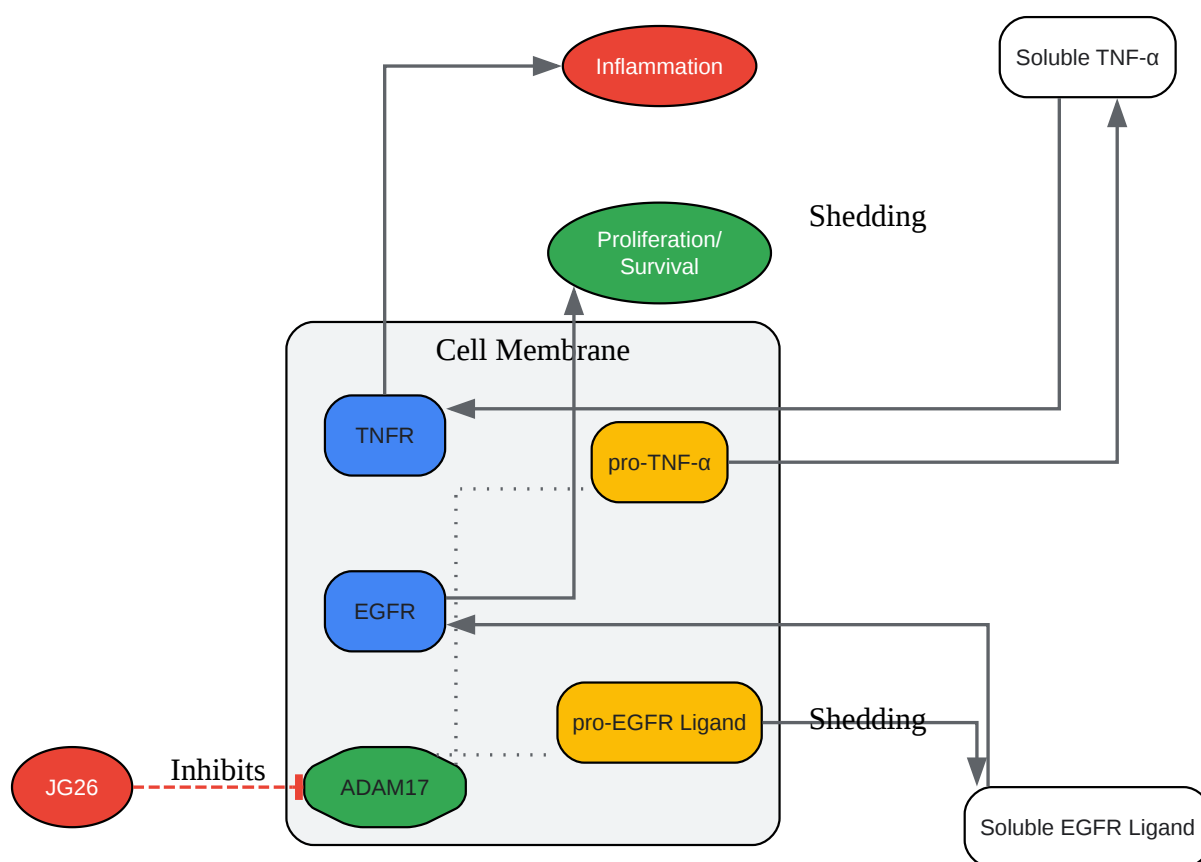 Inflammation
Soluble TNF-α
Shedding
Proliferation/
Survival
Cell Membrane
TNFR
pro-TNF-α
EGFR
pro-EGFR Ligand
Shedding
Inhibits
JG26
ADAM17
Soluble EGFR Ligand